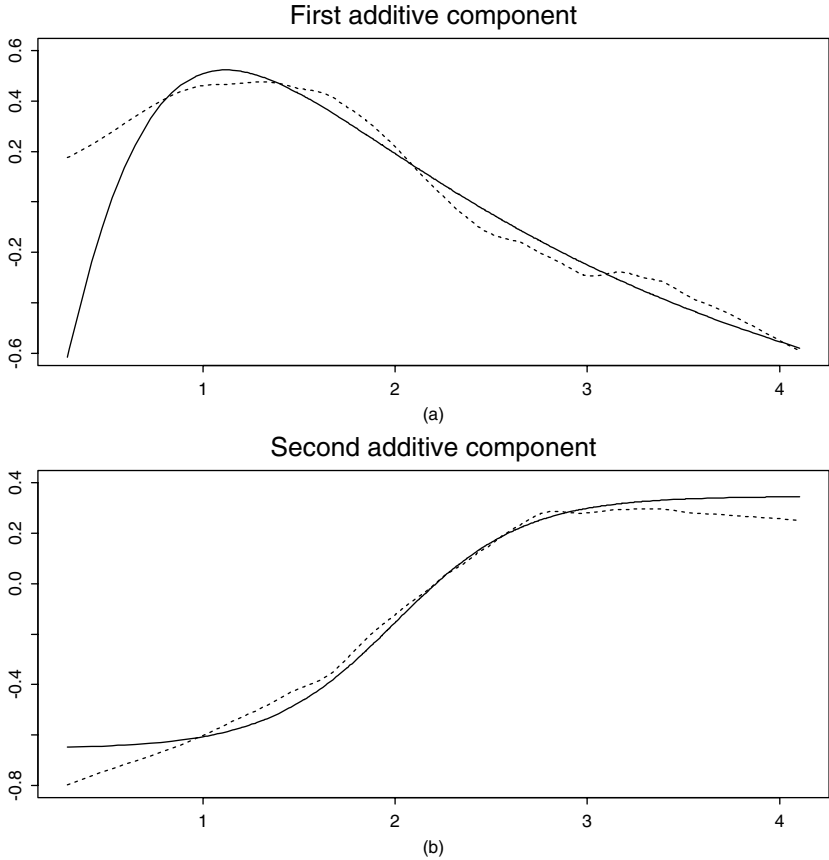 First additive component
0.6
0.4
0.2
-0.2
-0.6
1 2 3 4
(a)
Second additive component
0.4
0.2
0.0
-0.4
-0.8
1 2 3 4
(b)